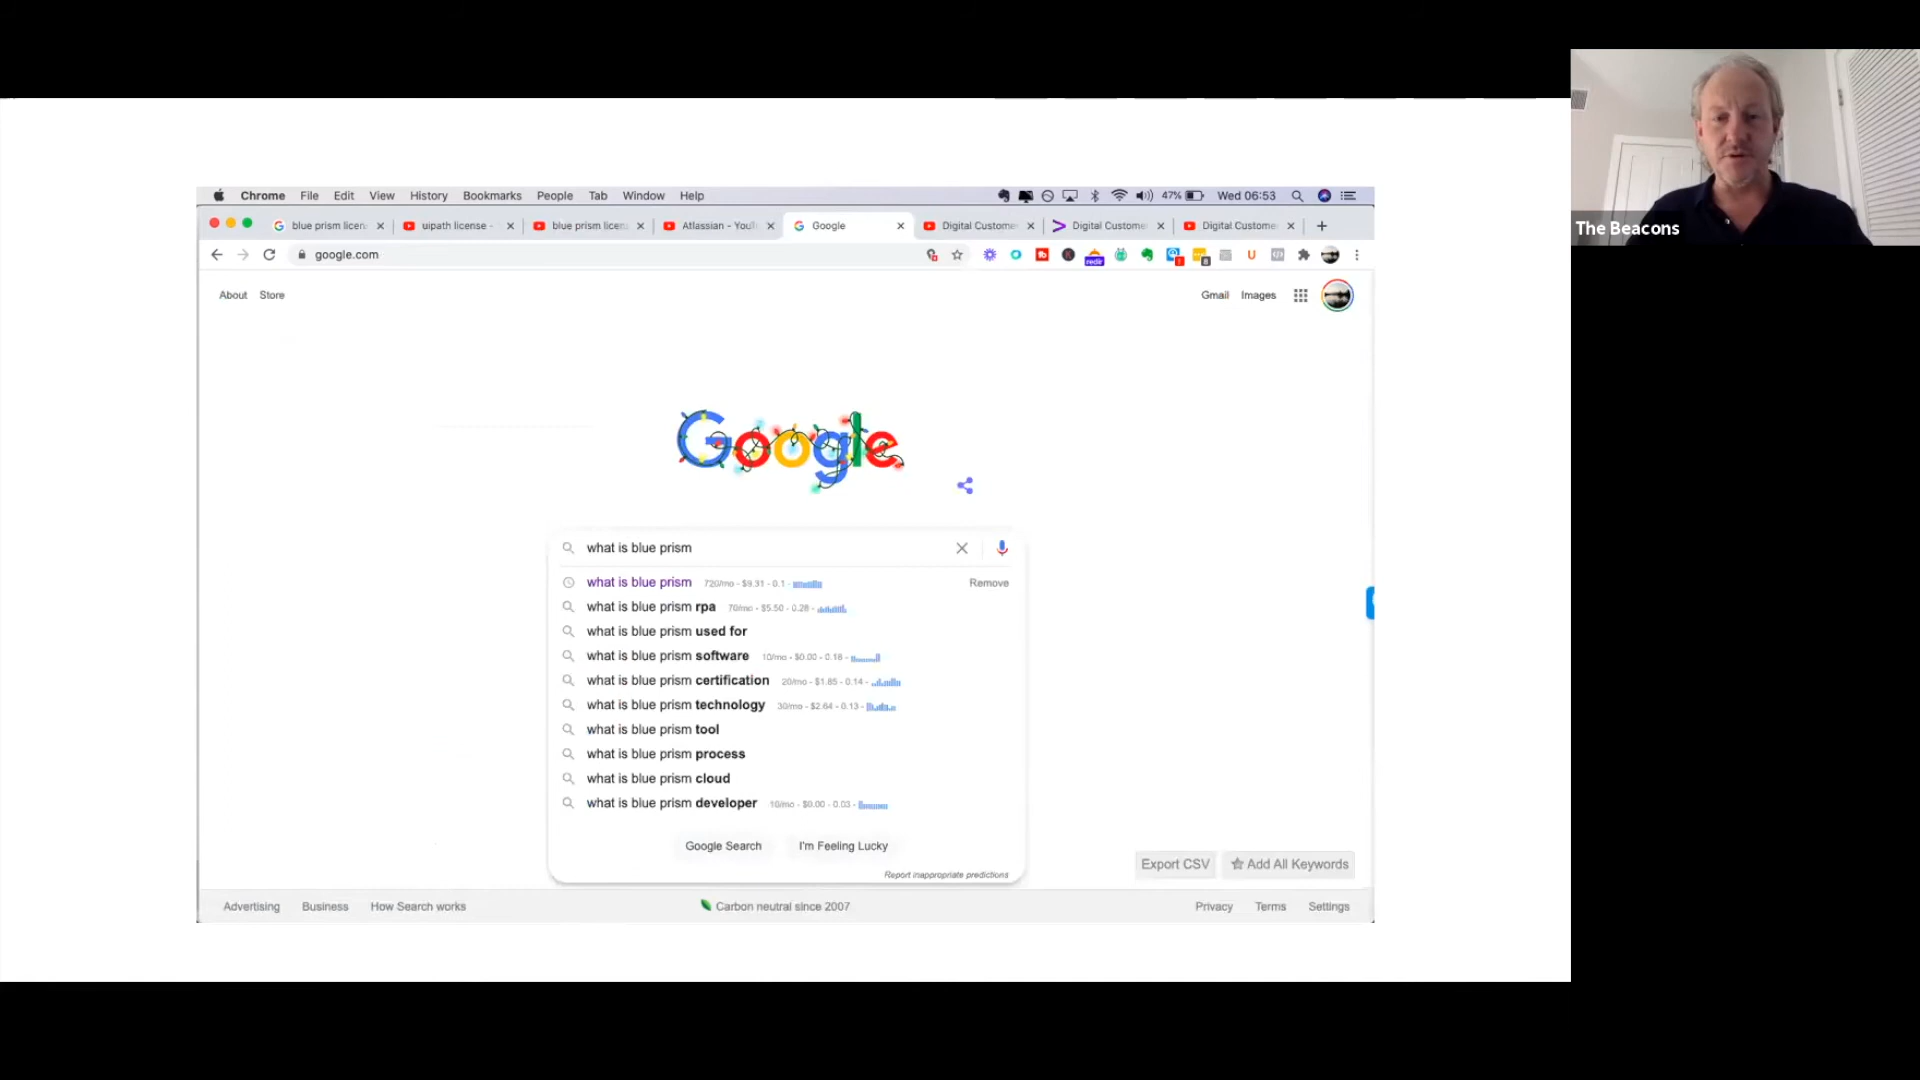 Chrome File Edit View History Bookmarks People Tab Window Help 47% Wed 06:53
blue prism licens uipath license - blue prism licens Atlassian - YouT Google Digital Custome Digital Custome Digital Custome
google.com
About Store Gmail Images
Google
what is blue prism
what is blue prism 720/mo - $9.31 - 0.1 - Remove
what is blue prism rpa 70/mo - $5.50 - 0.28 -
what is blue prism used for
what is blue prism software 10/mo - $0.00 - 0.18 -
what is blue prism certification 20/mo - $1.85 - 0.14 -
what is blue prism technology 30/mo - $2.64 - 0.13 -
what is blue prism tool
what is blue prism process
what is blue prism cloud
what is blue prism developer 10/mo - $0.00 - 0.03 -
Google Search I'm Feeling Lucky
Report inappropriate predictions
Export CSV Add All Keywords
Advertising Business How Search works Carbon neutral since 2007 Privacy Terms Settings
The Beacons